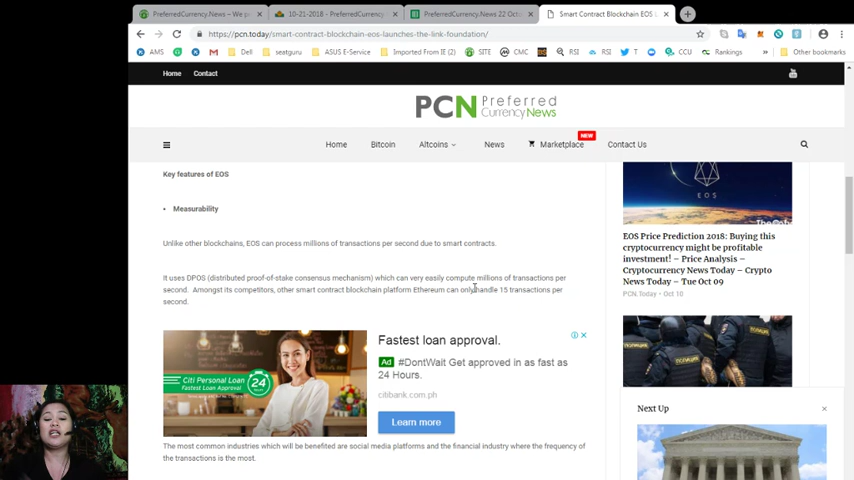 PreferredCurrency.News – We p
10-21-2018 - PreferredCurrency
PreferredCurrency.News 22 Octo
Smart Contract Blockchain EOS L
https://pcn.today/smart-contract-blockchain-eos-launches-the-link-foundation/
AMS
Dell
seatguru
ASUS E-Service
Imported From IE (2)
SITE
CMC
RSI
RSI
T
CCU
Rankings
»
Other bookmarks
Home
Contact
PCN Preferred
CurrencyNews
NEW
Home
Bitcoin
Altcoins
News
Marketplace
Contact Us
Key features of EOS
• Measurability
Unlike other blockchains, EOS can process millions of transactions per second due to smart contracts.
It uses DPOS (distributed proof-of-stake consensus mechanism) which can very easily compute millions of transactions per
second. Amongst its competitors, other smart contract blockchain platform Ethereum can only handle 15 transactions per
second.
Citi Personal Loan
Fastest Loan Approval
24
Fastest loan approval.
Ad #DontWait Get approved in as fast as
24 Hours.
citibank.com.ph
Learn more
The most common industries which will be benefited are social media platforms and the financial industry where the frequency of
the transactions is the most.
EOS
EOS Price Prediction 2018: Buying this
cryptocurrency might be profitable
investment! – Price Analysis –
Cryptocurrency News Today – Crypto
News Today – Tue Oct 09
PCN.Today - Oct 10
ПОЛИЦИЯ
Next Up